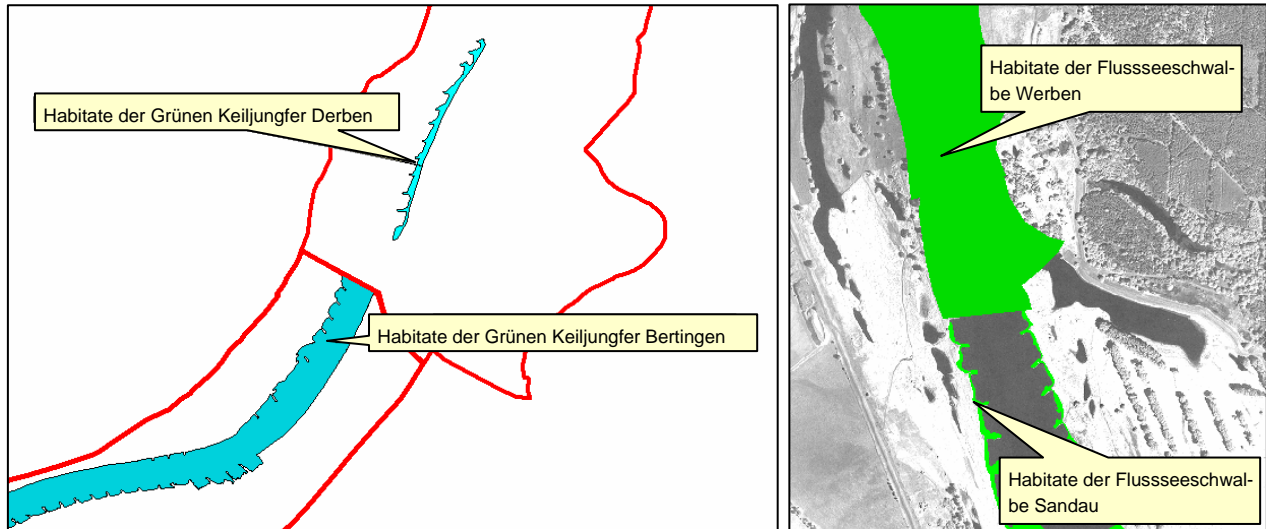 Habitate der Grünen Keiljungfer Derben
Habitate der Grünen Keiljungfer Bertingen
Habitate der Flussseeschwal-
be Werben
Habitate der Flussseeschwal-
be Sandau